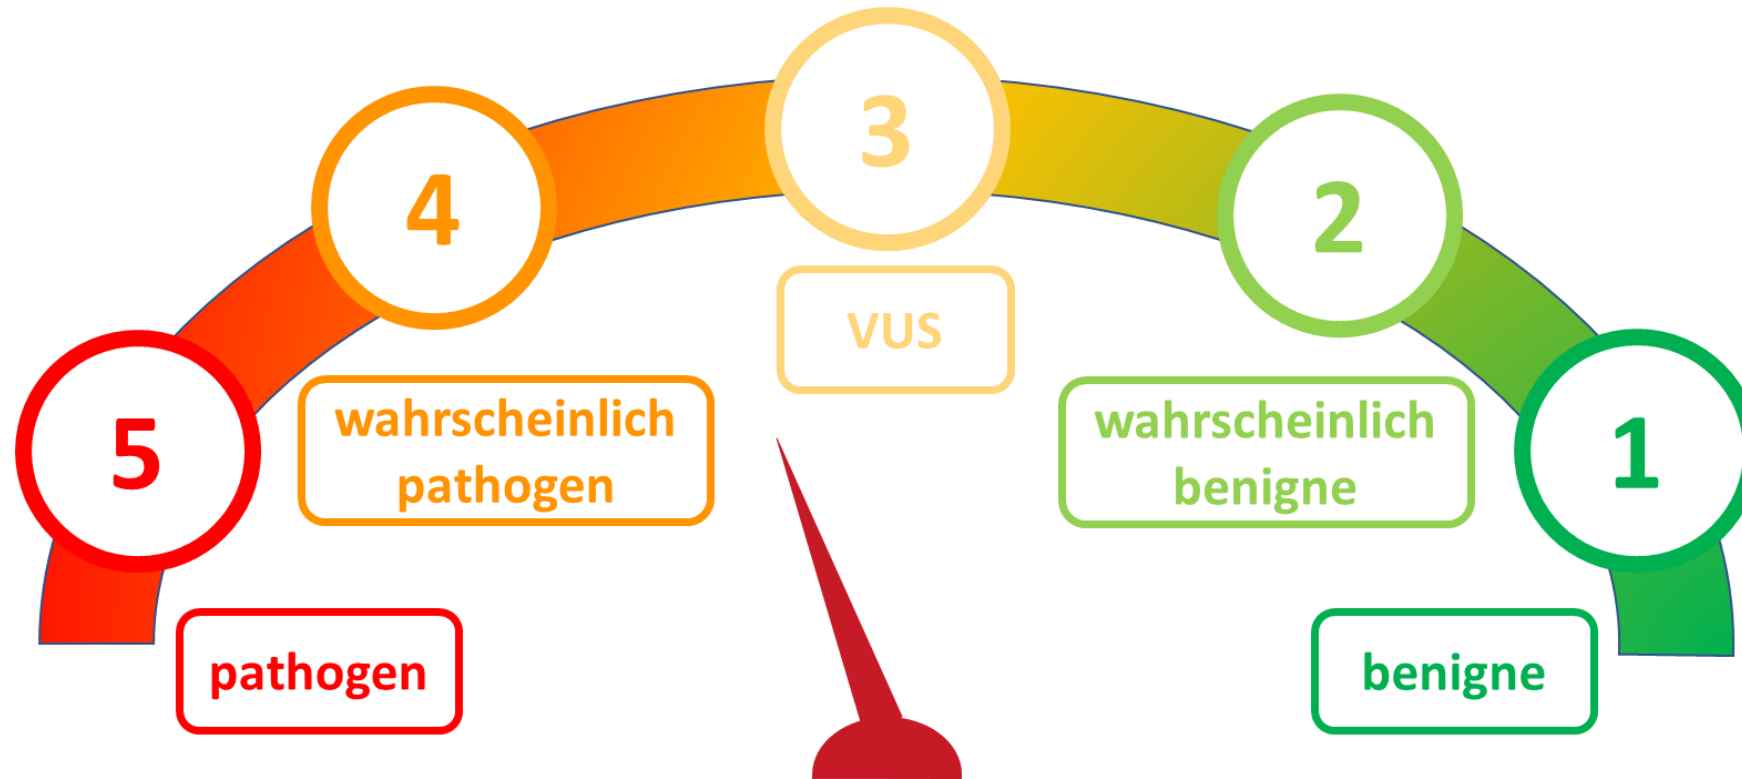 5
pathogen
4
wahrscheinlich
pathogen
3
VUS
2
wahrscheinlich
benigne
1
benigne